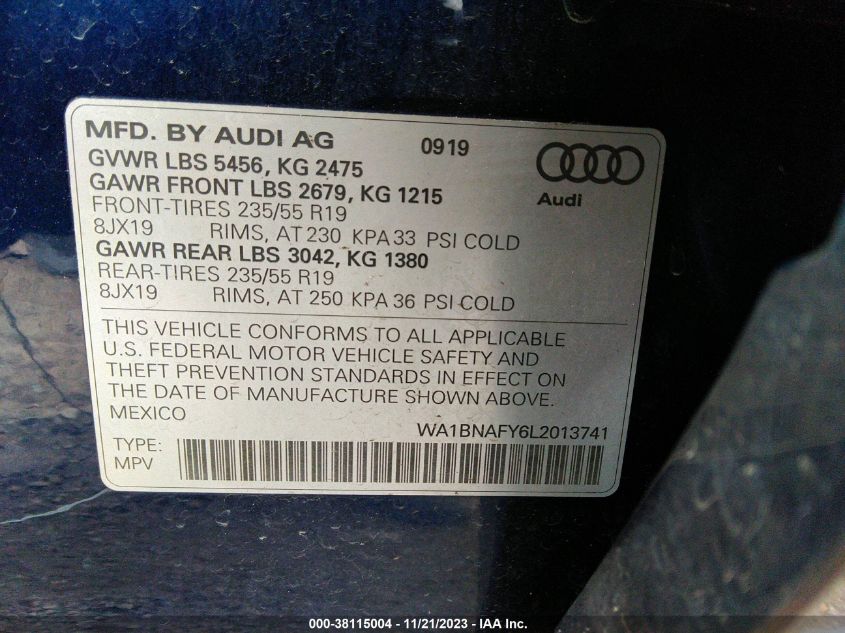 MFD. BY AUDI AG 0919
GVWR LBS 5456, KG 2475
GAWR FRONT LBS 2679, KG 1215
Audi
FRONT-TIRES 235/55 R19
8JX19 RIMS, AT 230 KPA 33 PSI COLD
GAWR REAR LBS 3042, KG 1380
REAR-TIRES 235/55 R19
8JX19 RIMS, AT 250 KPA 36 PSI COLD
THIS VEHICLE CONFORMS TO ALL APPLICABLE
U.S. FEDERAL MOTOR VEHICLE SAFETY AND
THEFT PREVENTION STANDARDS IN EFFECT ON
THE DATE OF MANUFACTURE SHOWN ABOVE.
MEXICO
WA1BNAFY6L2013741
TYPE:
MPV
000-38115004 - 11/21/2023 - IAA Inc.